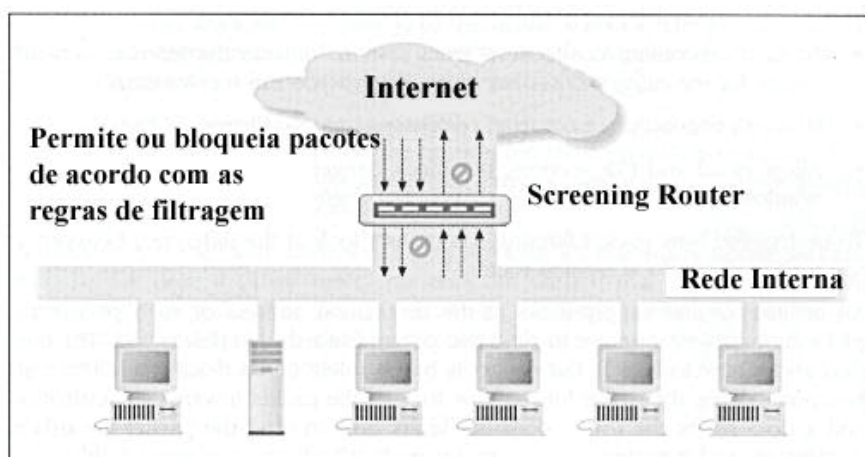 Internet
Permite ou bloqueia pacotes
de acordo com as
regras de filtragem
Screening Router
Rede Interna